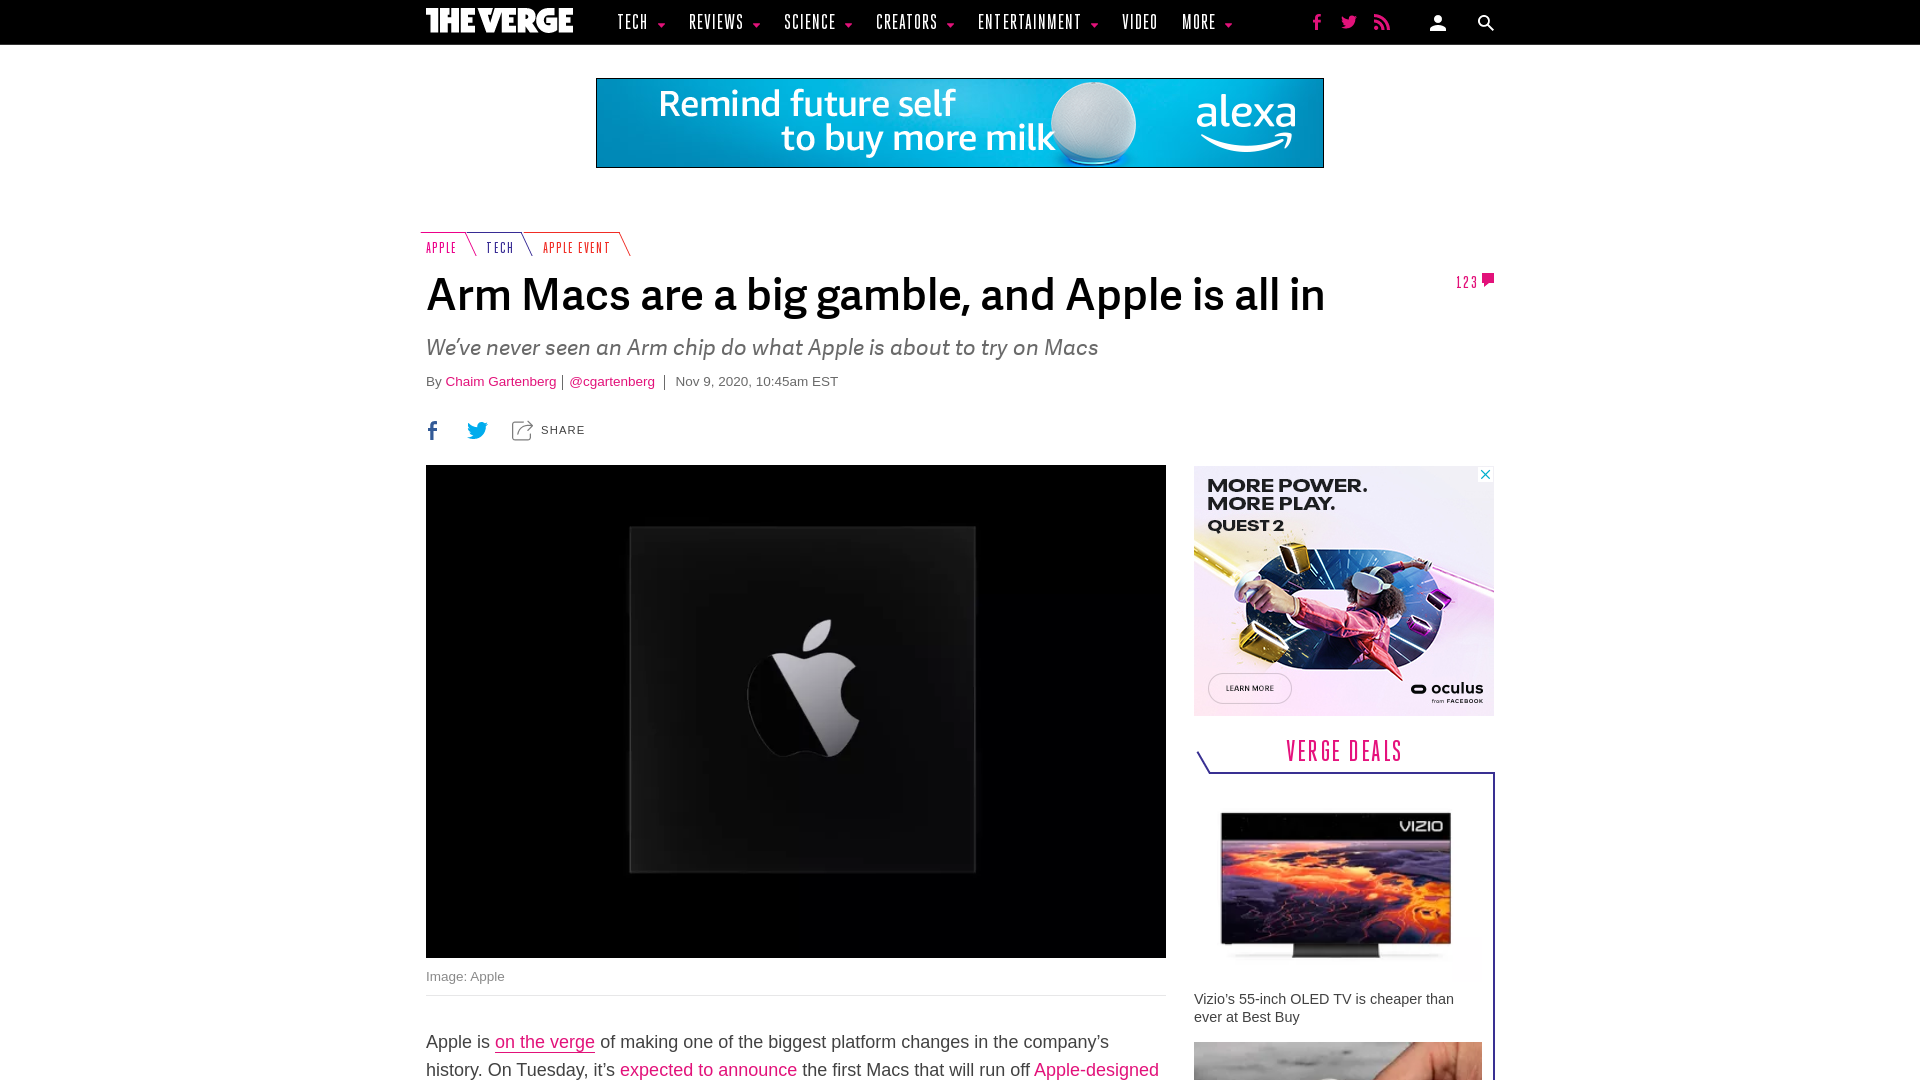 THE VERGE
TECH REVIEWS SCIENCE CREATORS ENTERTAINMENT VIDEO MORE
Remind future self
to buy more milk
alexa
APPLE TECH APPLE EVENT
Arm Macs are a big gamble, and Apple is all in
123
We’ve never seen an Arm chip do what Apple is about to try on Macs
By Chaim Gartenberg | @cgartenberg | Nov 9, 2020, 10:45am EST
SHARE
MORE POWER.
MORE PLAY.
QUEST 2
LEARN MORE
oculus
from FACEBOOK
VERGE DEALS
VIZIO
Vizio’s 55-inch OLED TV is cheaper than
ever at Best Buy
Image: Apple
Apple is on the verge of making one of the biggest platform changes in the company’s
history. On Tuesday, it’s expected to announce the first Macs that will run off Apple-designed